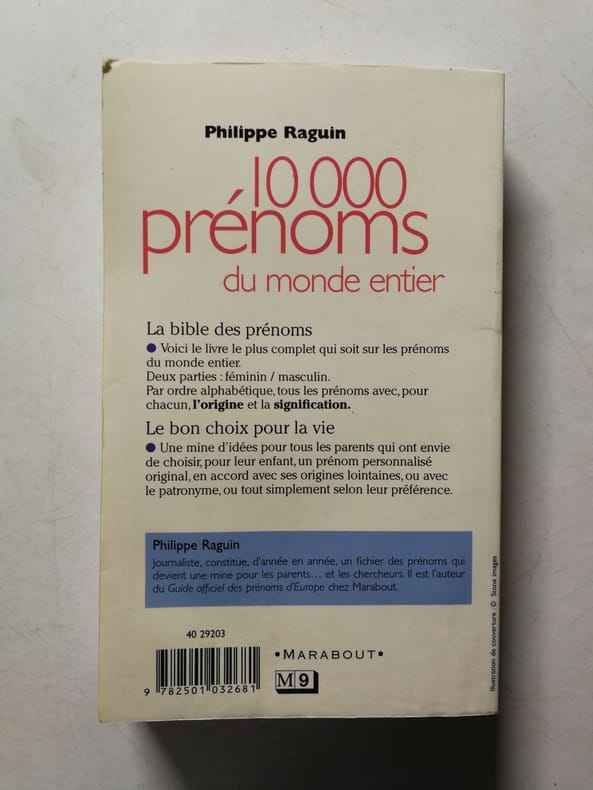 Philippe Raguin
10 000
prénoms
du monde entier
La bible des prénoms
● Voici le livre le plus complet qui soit sur les prénoms
du monde entier.
Deux parties : féminin / masculin.
Par ordre alphabétique, tous les prénoms avec, pour
chacun, l'origine et la signification.
Le bon choix pour la vie
● Une mine d'idées pour tous les parents qui ont envie
de choisir, pour leur enfant, un prénom personnalisé
original, en accord avec ses origines lointaines, ou avec
le patronyme, ou tout simplement selon leur préférence.
Philippe Raguin
Journaliste, constitue, d'année en année, un fichier des prénoms qui
devient une mine pour les parents... et les chercheurs. Il est l'auteur
du Guide officiel des prénoms d'Europe chez Marabout.
Illustration de couverture : © Stone images
40 29203
9 782501 032681
• MARABOUT •
M 9